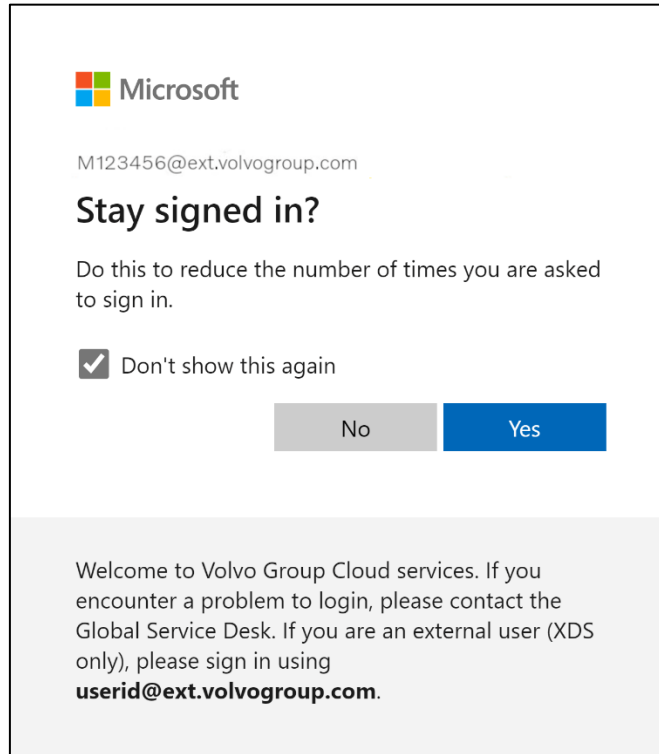 Microsoft
M123456@ext.volvogroup.com
Stay signed in?
Do this to reduce the number of times you are asked
to sign in.
Don't show this again
No
Yes
Welcome to Volvo Group Cloud services. If you
encounter a problem to login, please contact the
Global Service Desk. If you are an external user (XDS
only), please sign in using
userid@ext.volvogroup.com.